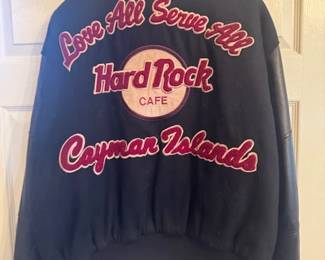 Love All Serve All
Hard Rock
CAFE
Cayman Islands